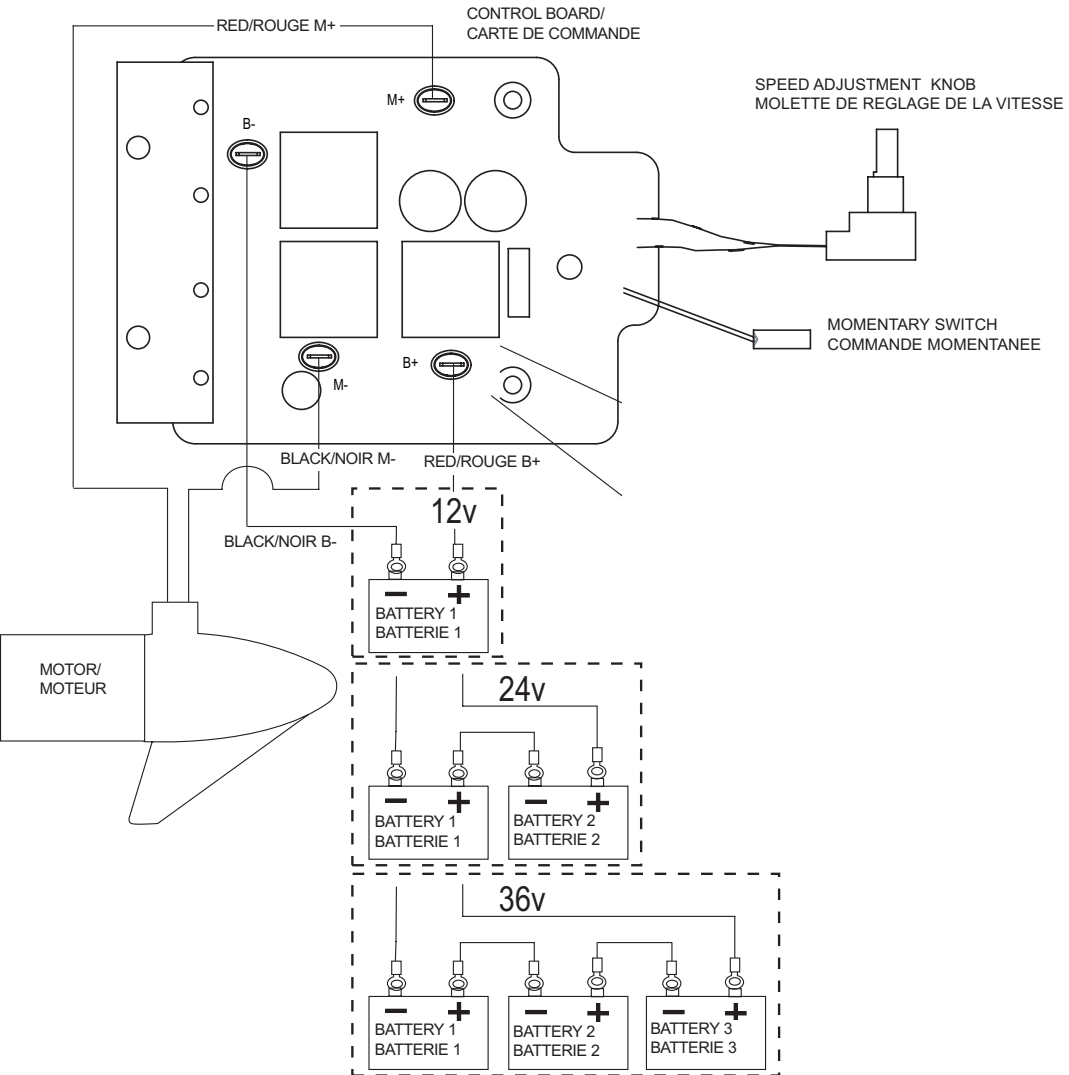 RED/ROUGE M+
CONTROL BOARD/
CARTE DE COMMANDE
SPEED ADJUSTMENT KNOB
MOLETTE DE REGLAGE DE LA VITESSE
M+
B-
MOMENTARY SWITCH
COMMANDE MOMENTANEE
B+
M-
BLACK/NOIR M-
RED/ROUGE B+
12v
BLACK/NOIR B-
BATTERY 1
BATTERIE 1
MOTOR/
MOTEUR
24v
BATTERY 1
BATTERIE 1
BATTERY 2
BATTERIE 2
36v
BATTERY 1
BATTERIE 1
BATTERY 2
BATTERIE 2
BATTERY 3
BATTERIE 3